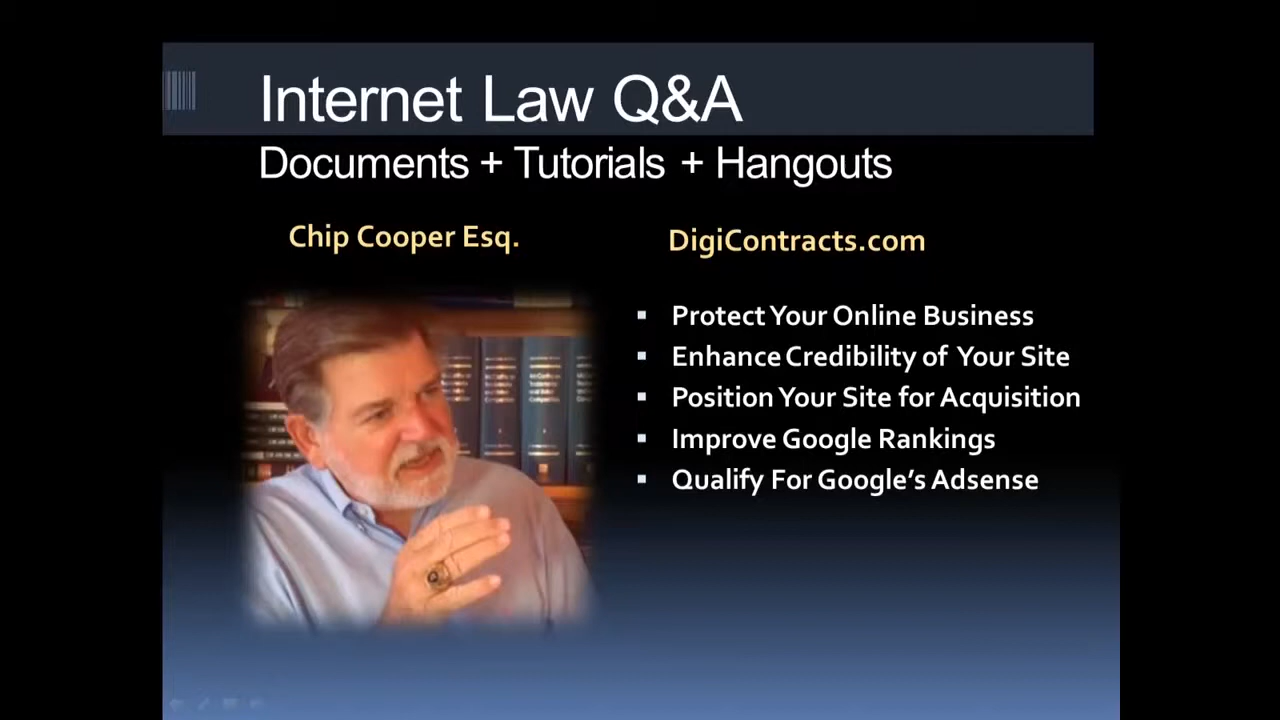 Internet Law Q&A
Documents + Tutorials + Hangouts
Chip Cooper Esq.
DigiContracts.com
▪ Protect Your Online Business
▪ Enhance Credibility of Your Site
▪ Position Your Site for Acquisition
▪ Improve Google Rankings
▪ Qualify For Google's Adsense